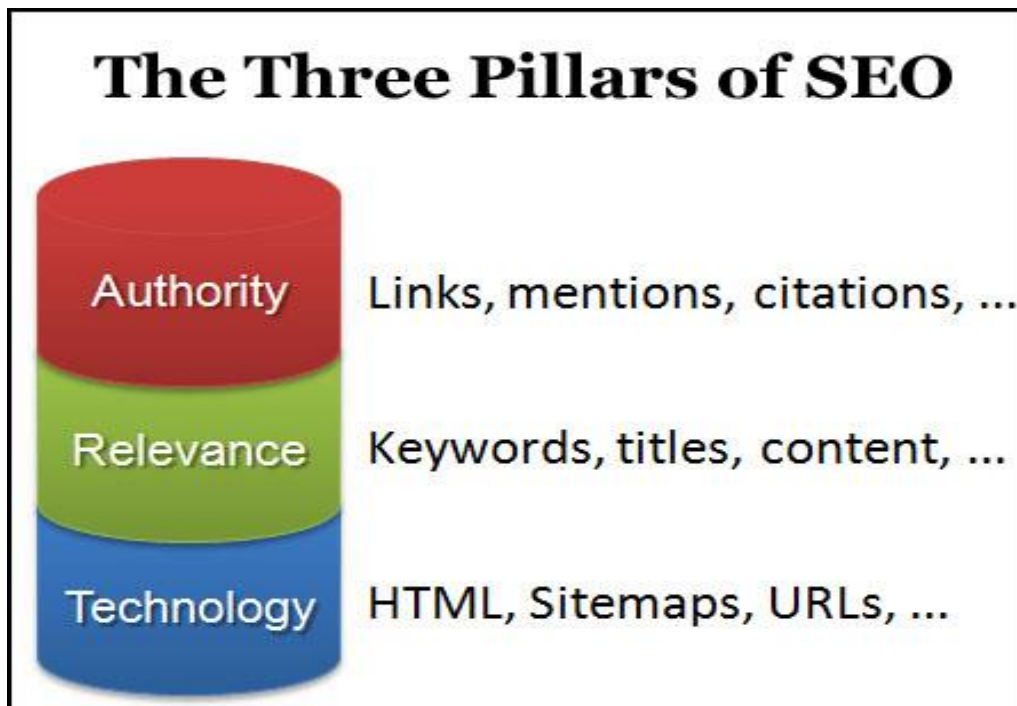 The Three Pillars of SEO
Authority
Links, mentions, citations, ...
Relevance
Keywords, titles, content, ...
Technology
HTML, Sitemaps, URLs, ...